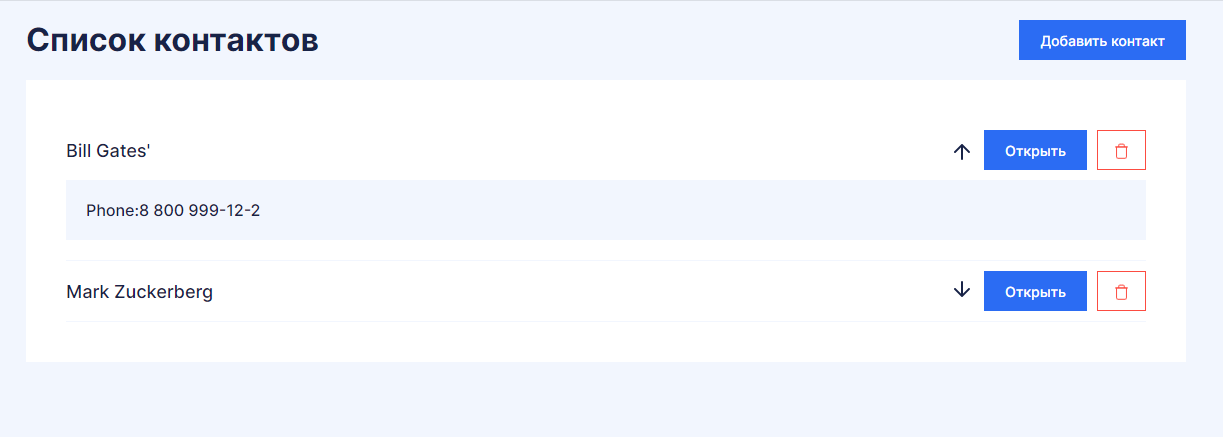 Список контактов
Добавить контакт
Bill Gates'
Открыть
Phone:8 800 999-12-2
Mark Zuckerberg
Открыть